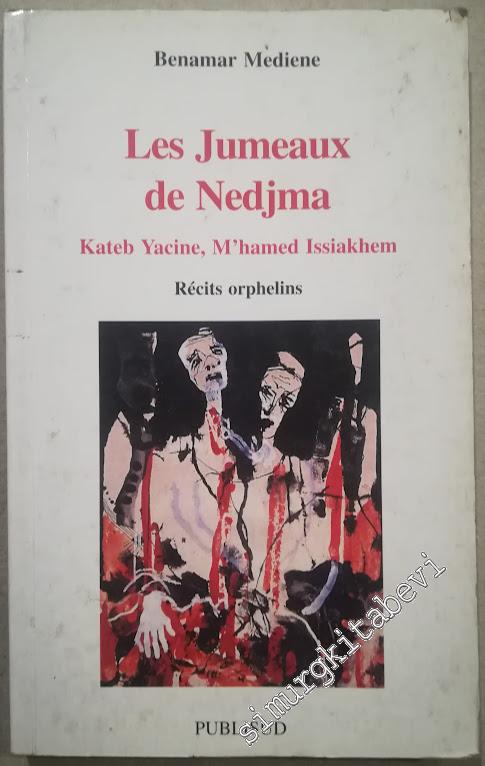 Benamar Mediene
Les Jumeaux
de Nedjma
Kateb Yacine, M'hamed Issiakhem
Récits orphelins
PUBLISUD
simurgkitabevi